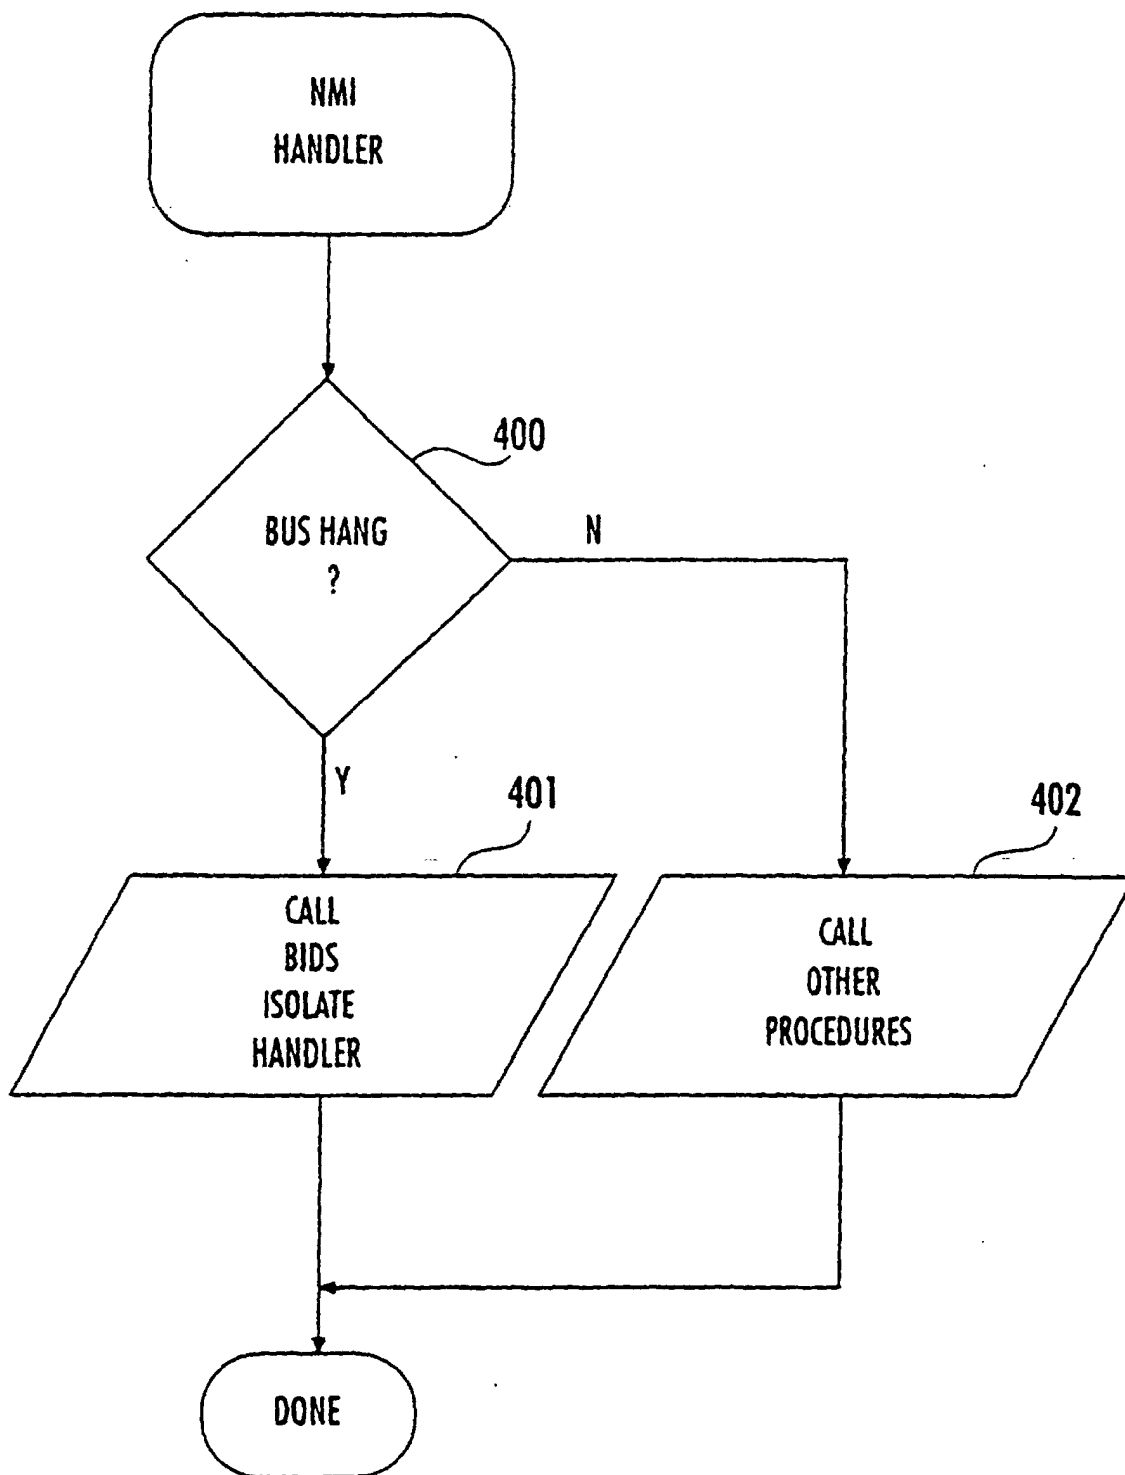 NMI
HANDLER
400
BUS HANG
?
N
Y
401
402
CALL
BIDS
ISOLATE
HANDLER
CALL
OTHER
PROCEDURES
DONE